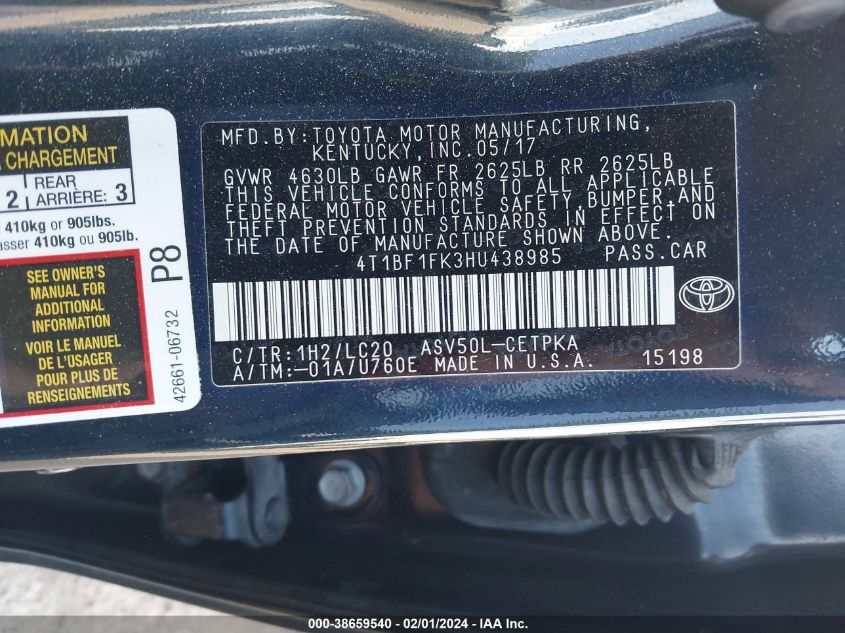 MATION
CHARGEMENT
2 REAR ARRIÈRE: 3
410kg or 905lbs.
asser 410kg ou 905lb.
SEE OWNER'S
MANUAL FOR
ADDITIONAL
INFORMATION
VOIR LE MANUEL
DE L'USAGER
POUR PLUS DE
RENSEIGNEMENTS
P8
42661-06732
MFD.BY:TOYOTA MOTOR MANUFACTURING,
KENTUCKY,INC.05/17
GVWR 4630LB GAWR FR 2625LB RR 2625LB
THIS VEHICLE CONFORMS TO ALL APPLICABLE
FEDERAL MOTOR VEHICLE SAFETY,BUMPER,AND
THEFT PREVENTION STANDARDS IN EFFECT ON
THE DATE OF MANUFACTURE SHOWN ABOVE.
4T1BF1FK3HU438985 PASS.CAR
C/TR:1H2/LC20 ASV50L-CETPKA
A/TM:-01A/U760E MADE IN U.S.A. 15198
000-38659540 - 02/01/2024 - IAA Inc.